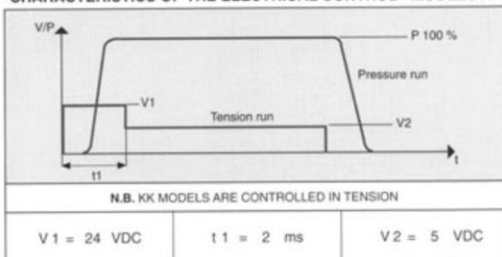 V/P
P 100 %
Pressure run
V1
Tension run
V2
t
t1
N.B. KK MODELS ARE CONTROLLED IN TENSION
V 1 = 24 VDC
t 1 = 2 ms
V 2 = 5 VDC